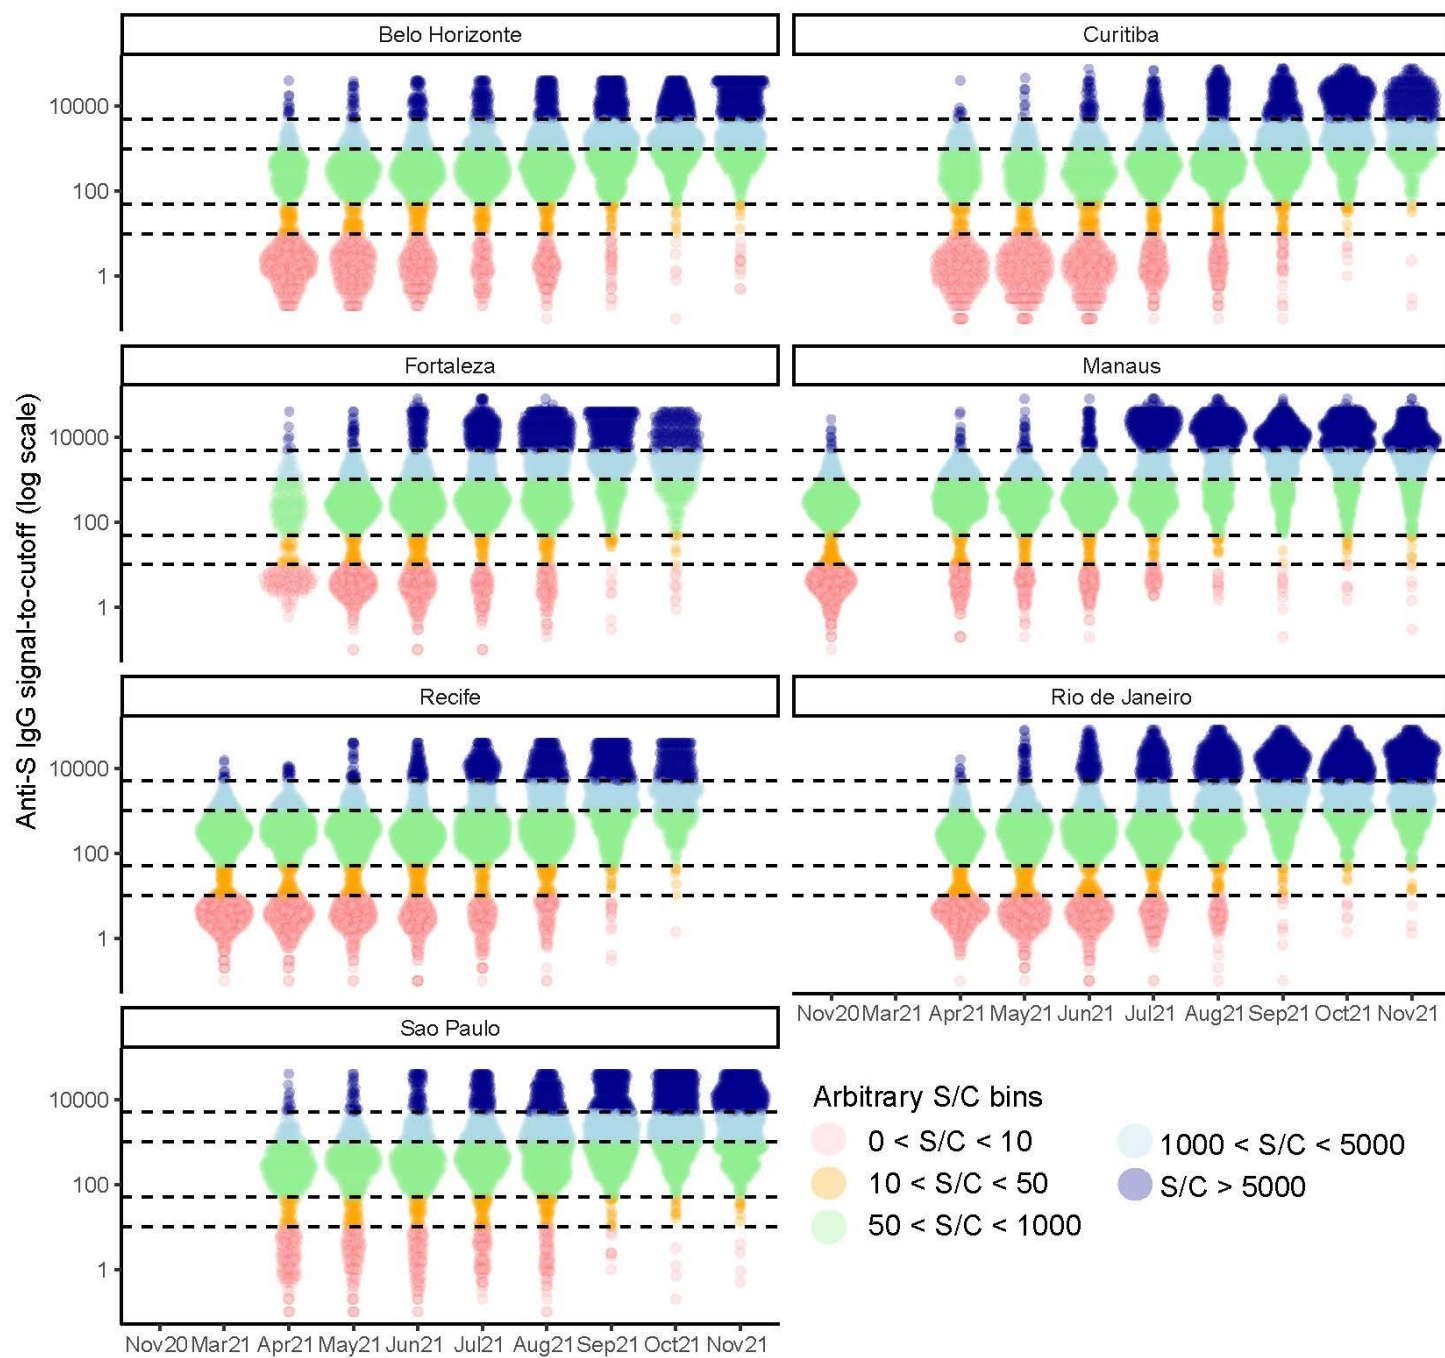 Belo Horizonte
Curitiba
10000
100
1
Fortaleza
Manaus
10000
100
1
Anti-S IgG signal-to-cutoff (log scale)
Recife
Rio de Janeiro
10000
100
1
Nov20 Mar21 Apr21 May21 Jun21 Jul21 Aug21 Sep21 Oct21 Nov21
Sao Paulo
10000
100
1
Nov20 Mar21 Apr21 May21 Jun21 Jul21 Aug21 Sep21 Oct21 Nov21
Arbitrary S/C bins
0 < S/C < 10
10 < S/C < 50
50 < S/C < 1000
1000 < S/C < 5000
S/C > 5000